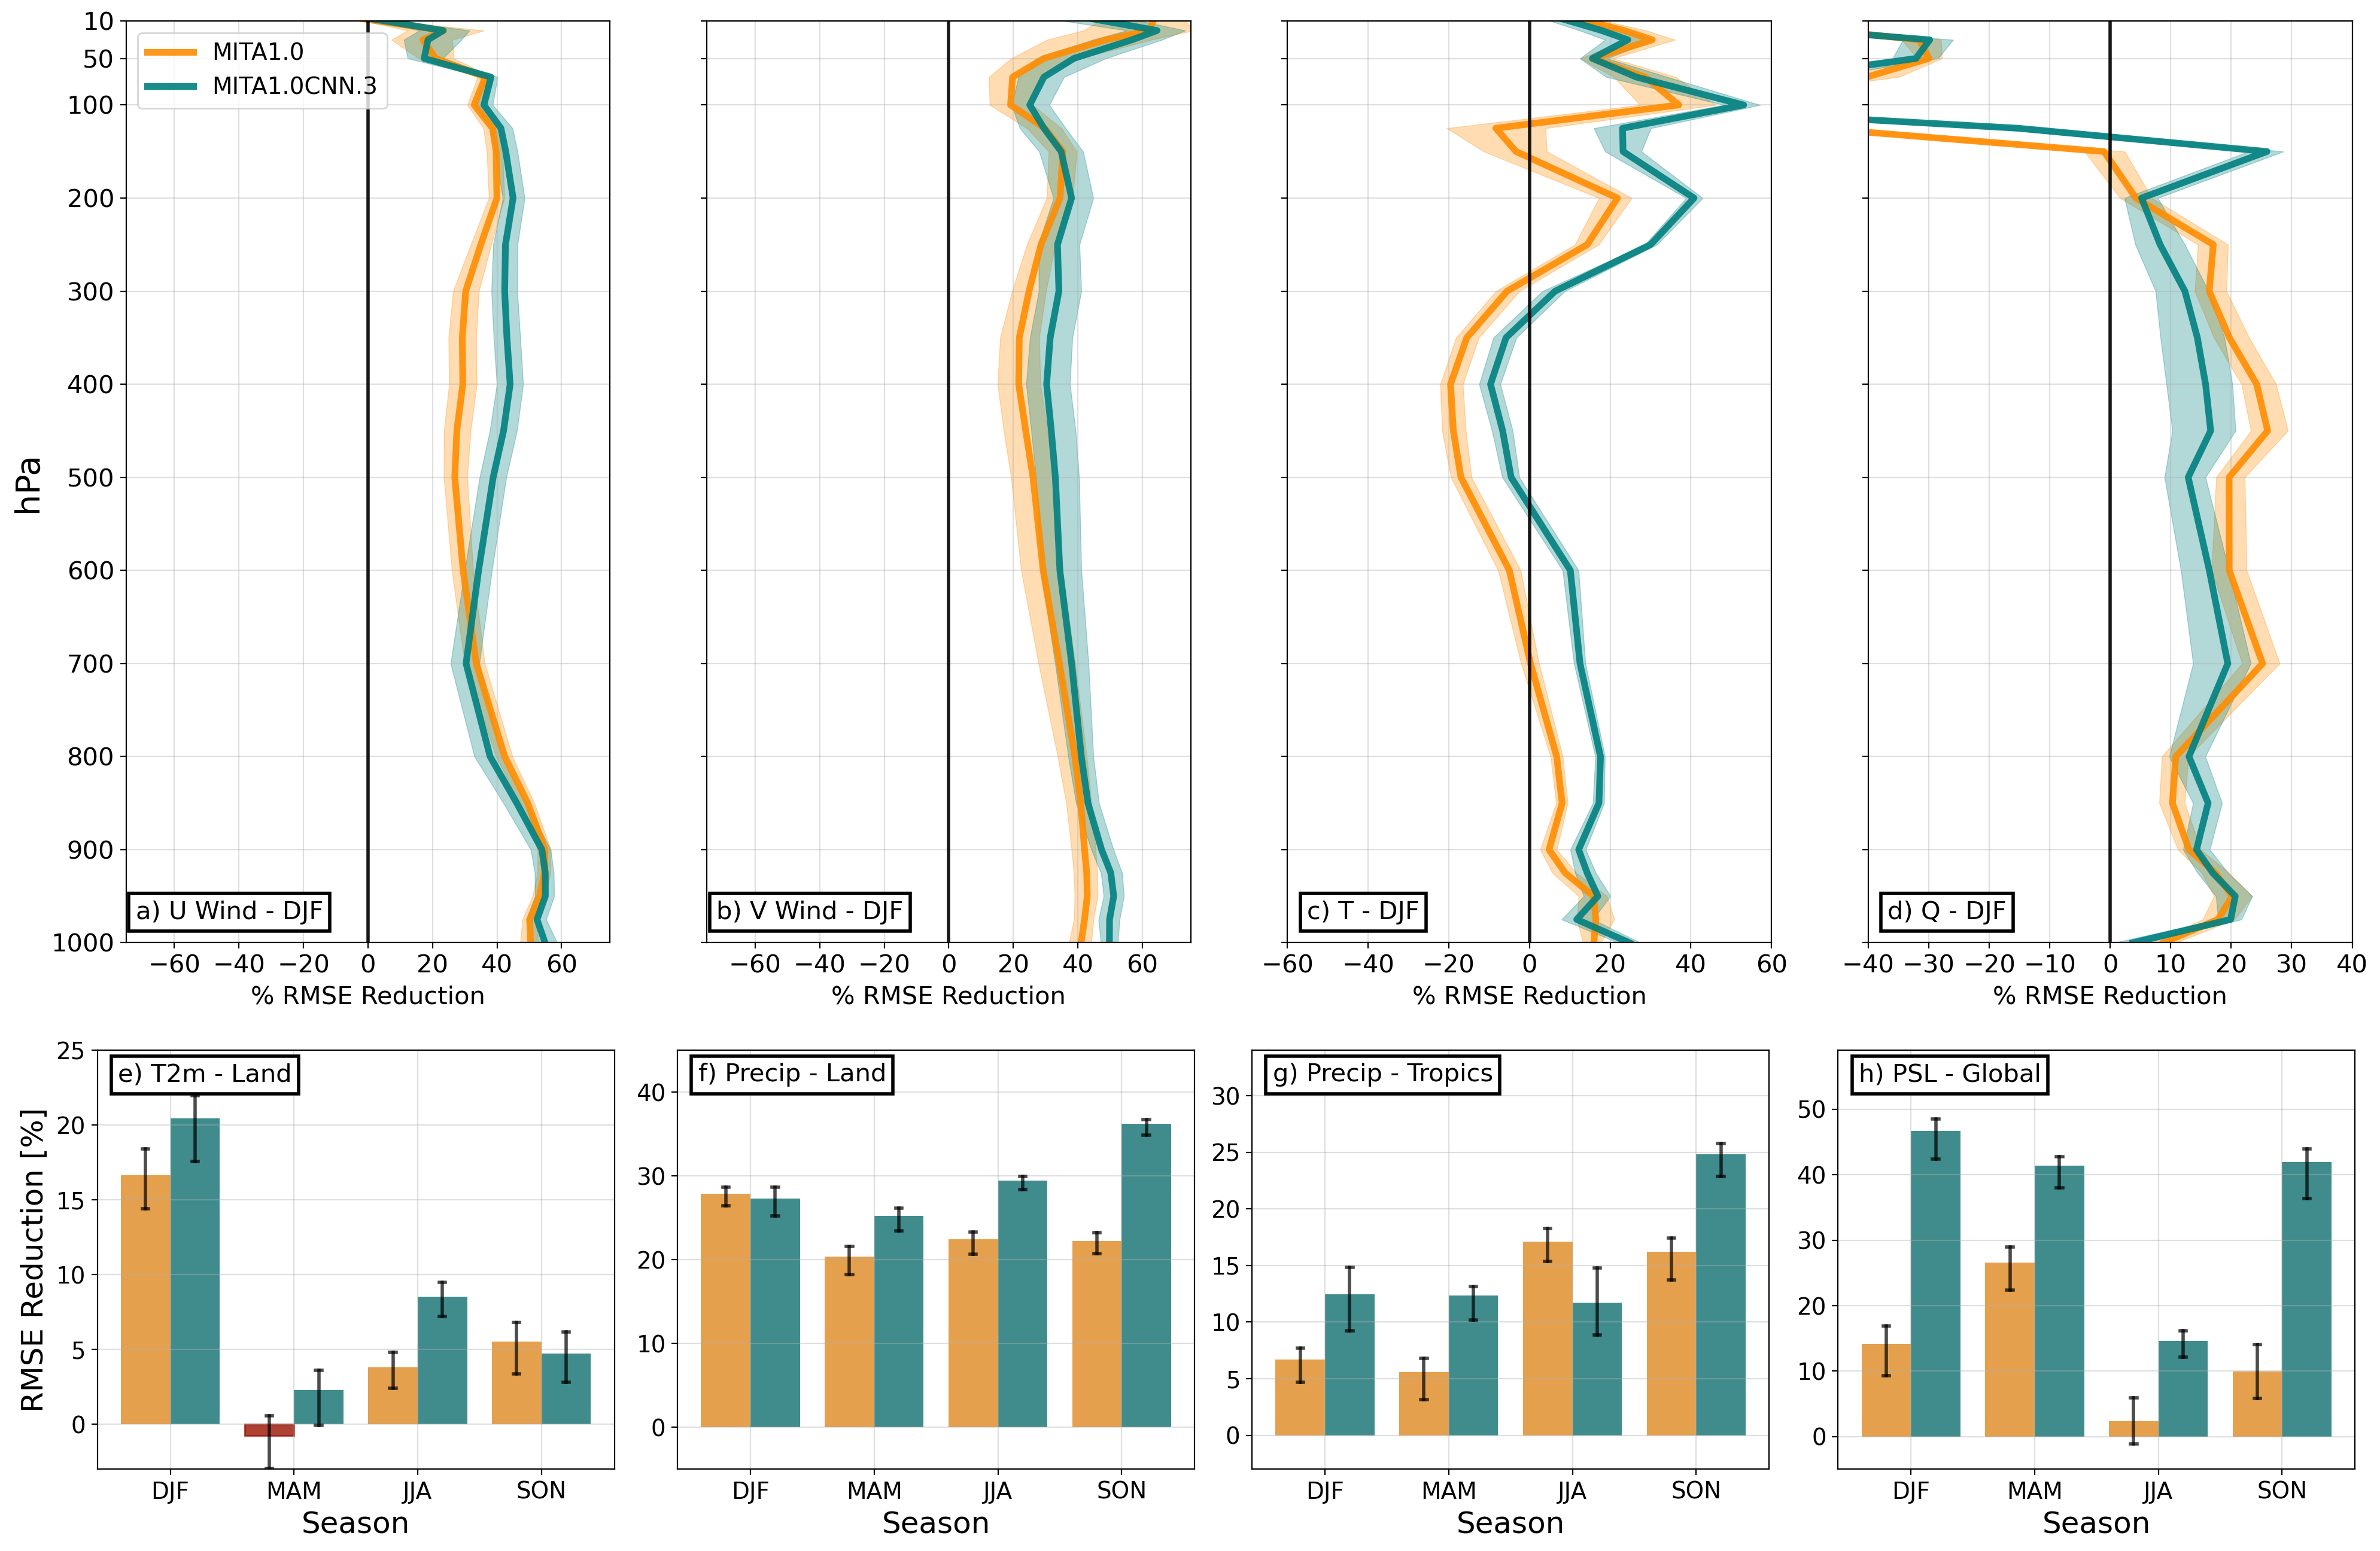 MITA1.0
MITA1.0CNN.3
hPa
10
50
100
200
300
400
500
600
700
800
900
1000
a) U Wind - DJF
b) V Wind - DJF
c) T - DJF
d) Q - DJF
−60 −40 −20 0 20 40 60
−60 −40 −20 0 20 40 60
−60 −40 −20 0 20 40 60
−40 −30 −20 −10 0 10 20 30 40
% RMSE Reduction
% RMSE Reduction
% RMSE Reduction
% RMSE Reduction
RMSE Reduction [%]
e) T2m - Land
25
20
15
10
5
0
DJF MAM JJA SON
Season
f) Precip - Land
40
30
20
10
0
DJF MAM JJA SON
Season
g) Precip - Tropics
30
25
20
15
10
5
0
DJF MAM JJA SON
Season
h) PSL - Global
50
40
30
20
10
0
DJF MAM JJA SON
Season